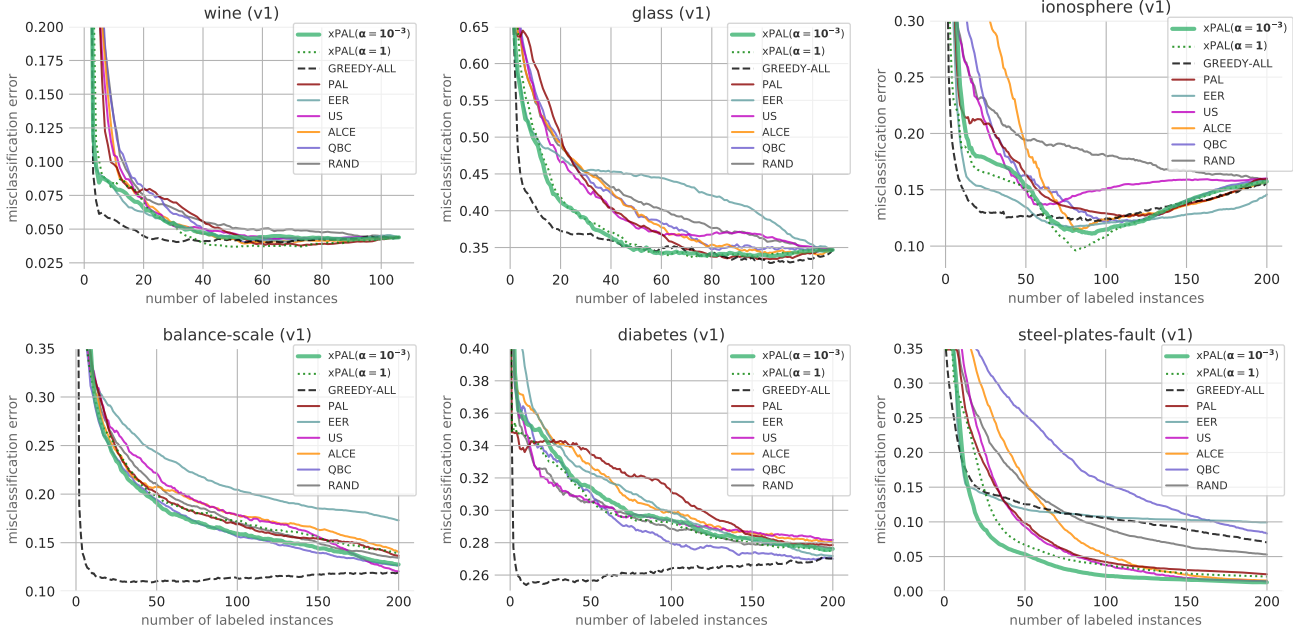 wine (v1)
misclassification error
0.200
0.175
0.150
0.125
0.100
0.075
0.050
0.025
0 20 40 60 80 100
number of labeled instances
xPAL(α = 10⁻³)
xPAL(α = 1)
GREEDY-ALL
PAL
EER
US
ALCE
QBC
RAND
glass (v1)
misclassification error
0.65
0.60
0.55
0.50
0.45
0.40
0.35
0 20 40 60 80 100 120
number of labeled instances
xPAL(α = 10⁻³)
xPAL(α = 1)
GREEDY-ALL
PAL
EER
US
ALCE
QBC
RAND
ionosphere (v1)
misclassification error
0.30
0.25
0.20
0.15
0.10
0 50 100 150 200
number of labeled instances
xPAL(α = 10⁻³)
xPAL(α = 1)
GREEDY-ALL
PAL
EER
US
ALCE
QBC
RAND
balance-scale (v1)
misclassification error
0.35
0.30
0.25
0.20
0.15
0.10
0 50 100 150 200
number of labeled instances
xPAL(α = 10⁻³)
xPAL(α = 1)
GREEDY-ALL
PAL
EER
US
ALCE
QBC
RAND
diabetes (v1)
misclassification error
0.40
0.38
0.36
0.34
0.32
0.30
0.28
0.26
0 50 100 150 200
number of labeled instances
xPAL(α = 10⁻³)
xPAL(α = 1)
GREEDY-ALL
PAL
EER
US
ALCE
QBC
RAND
steel-plates-fault (v1)
misclassification error
0.35
0.30
0.25
0.20
0.15
0.10
0.05
0.00
0 50 100 150 200
number of labeled instances
xPAL(α = 10⁻³)
xPAL(α = 1)
GREEDY-ALL
PAL
EER
US
ALCE
QBC
RAND